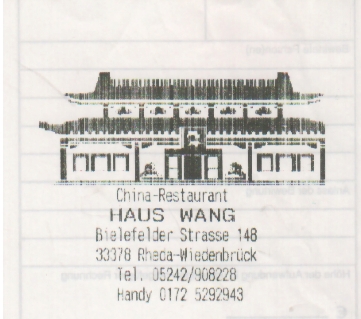 China-Restaurant
HAUS WANG
Bielefelder Strasse 148
33378 Rheda-Wiedenbrück
Tel. 05242/908228
Handy 0172 5292943